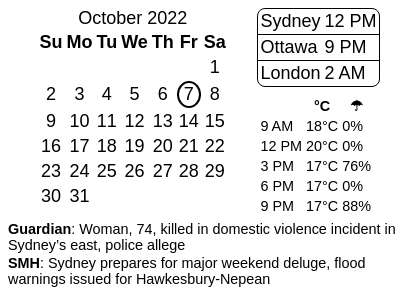 October 2022
Su Mo Tu We Th Fr Sa
1
2 3 4 5 6 7 8
9 10 11 12 13 14 15
16 17 18 19 20 21 22
23 24 25 26 27 28 29
30 31
Sydney 12 PM
Ottawa 9 PM
London 2 AM
°C ☂
9 AM 18°C 0%
12 PM 20°C 0%
3 PM 17°C 76%
6 PM 17°C 0%
9 PM 17°C 88%
Guardian: Woman, 74, killed in domestic violence incident in
Sydney’s east, police allege
SMH: Sydney prepares for major weekend deluge, flood
warnings issued for Hawkesbury-Nepean